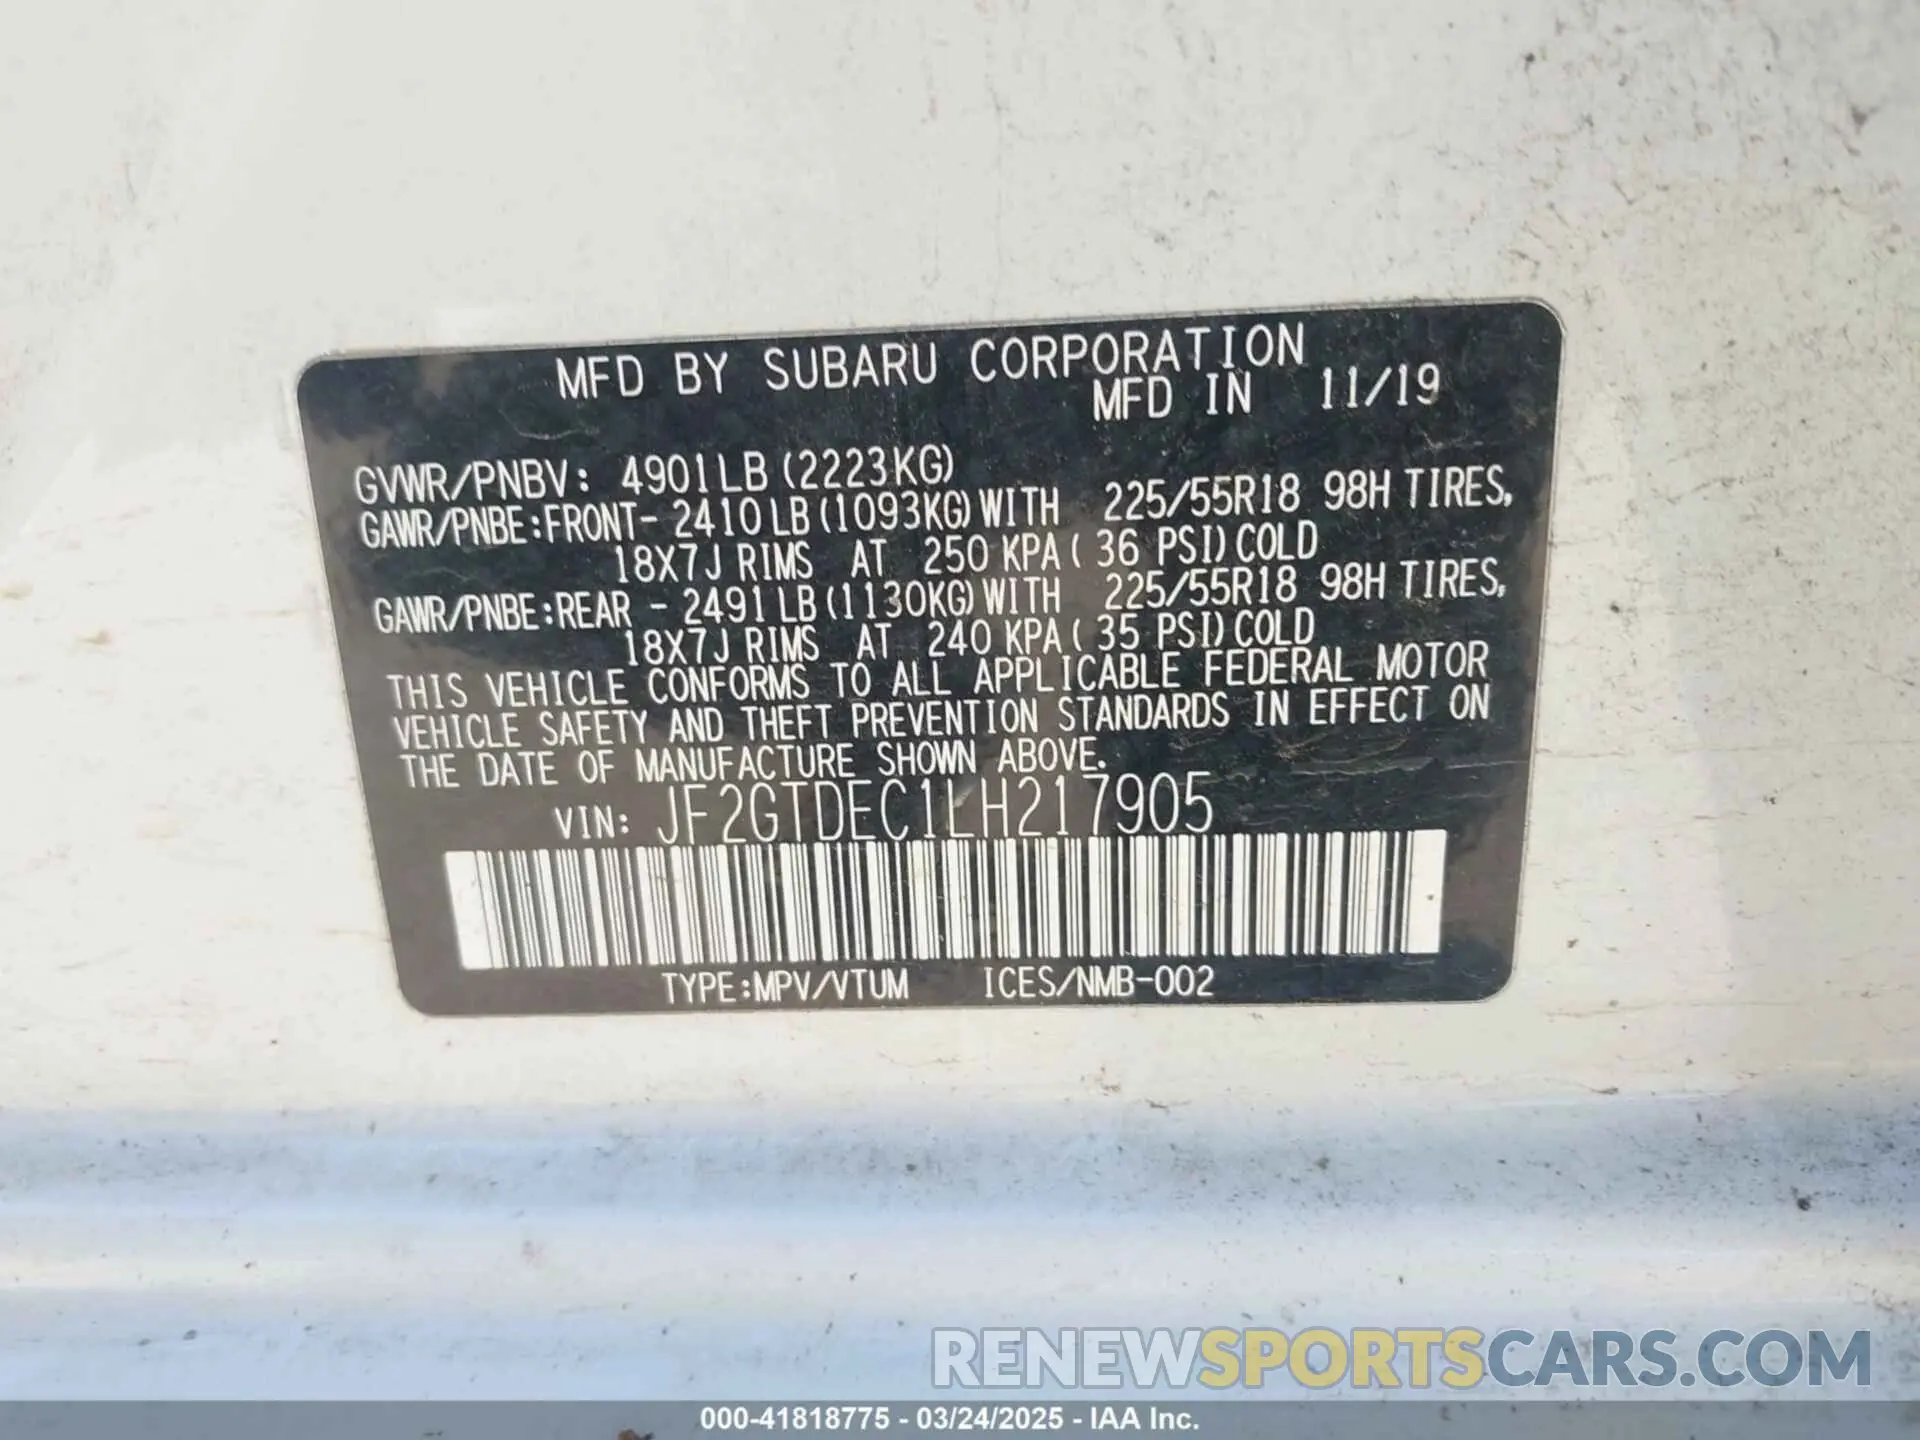 MFD BY SUBARU CORPORATION
MFD IN 11/19
GVWR/PNBV: 4901LB (2223KG)
GAWR/PNBE:FRONT- 2410LB(1093KG)WITH 225/55R18 98H TIRES,
18X7J RIMS AT 250 KPA( 36 PSI)COLD
GAWR/PNBE:REAR - 2491LB(1130KG)WITH 225/55R18 98H TIRES,
18X7J RIMS AT 240 KPA( 35 PSI)COLD
THIS VEHICLE CONFORMS TO ALL APPLICABLE FEDERAL MOTOR
VEHICLE SAFETY AND THEFT PREVENTION STANDARDS IN EFFECT ON
THE DATE OF MANUFACTURE SHOWN ABOVE.
VIN: JF2GTDEC1LH217905
TYPE:MPV/VTUM ICES/NMB-002
RENEWSPORTSCARS.COM
000-41818775 - 03/24/2025 - IAA Inc.